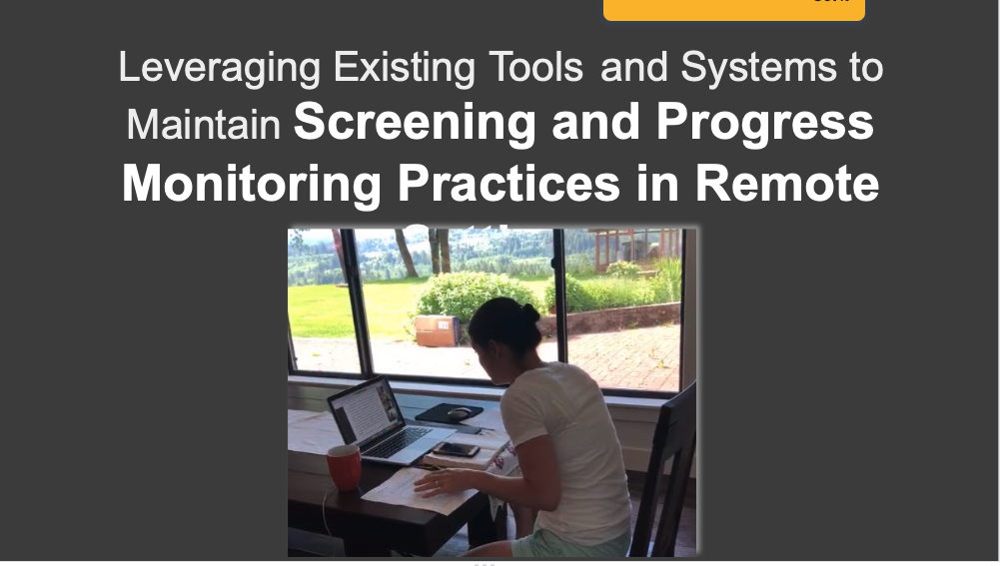 Leveraging Existing Tools and Systems to
Maintain Screening and Progress
Monitoring Practices in Remote